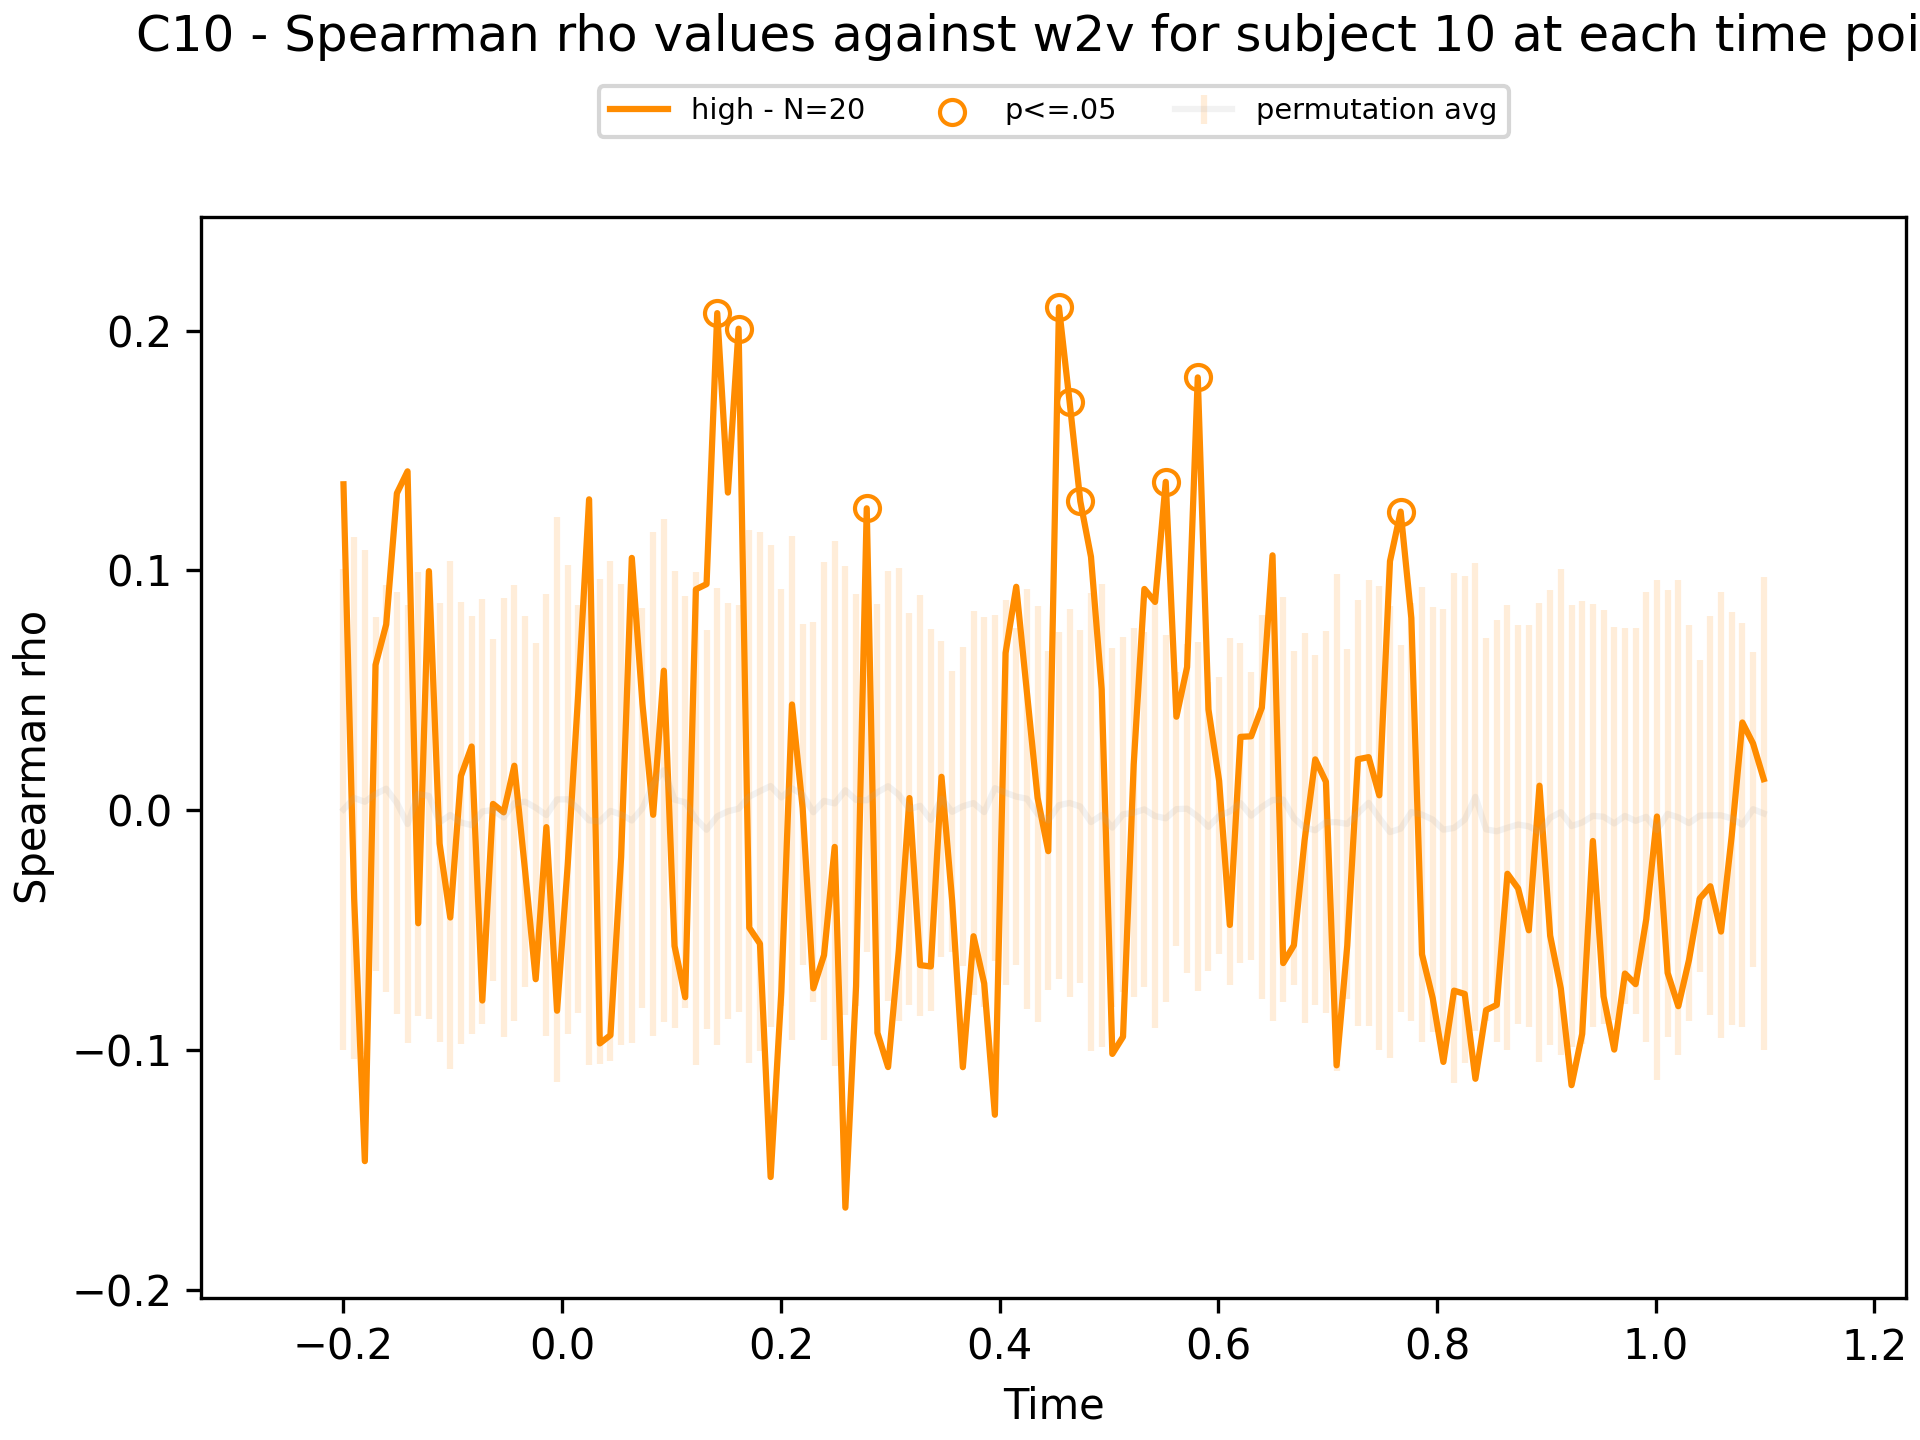 C10 - Spearman rho values against w2v for subject 10 at each time poi
high - N=20 p<=.05 permutation avg
0.2
0.1
0.0
−0.1
−0.2
Spearman rho
−0.2 0.0 0.2 0.4 0.6 0.8 1.0 1.2
Time